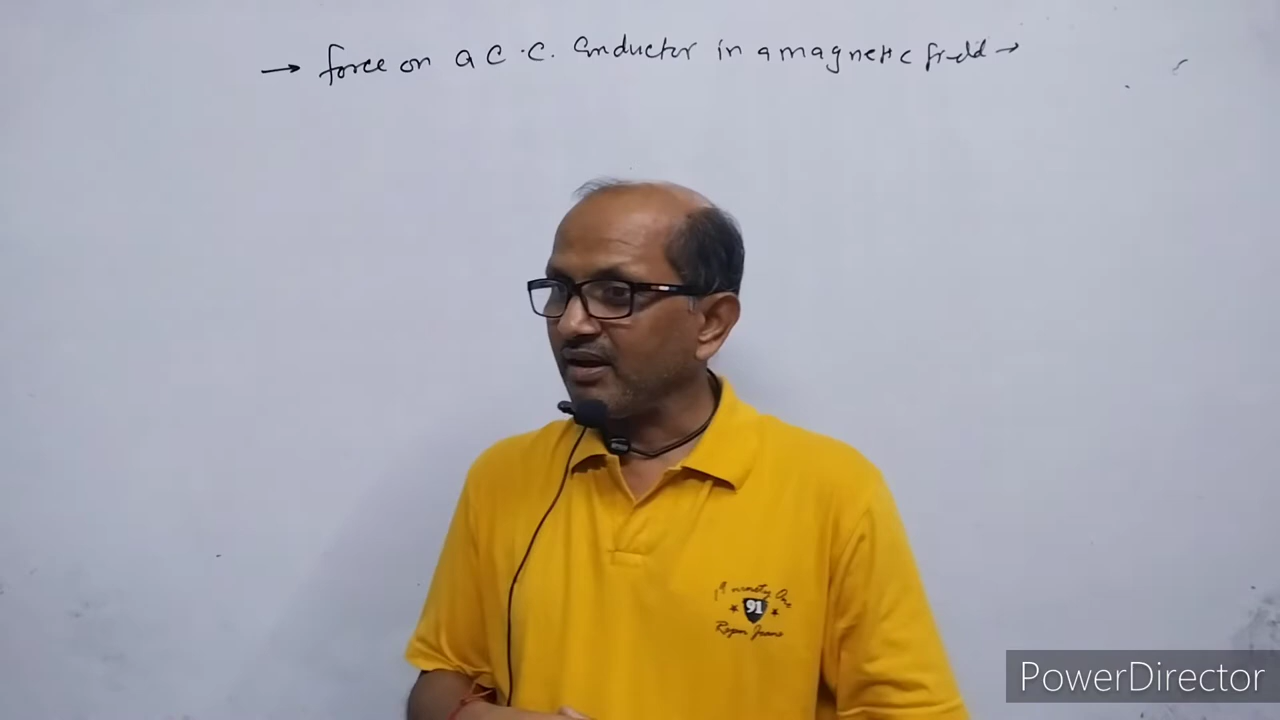 → Force on a C.C. Conductor in a magnetic field →
91
PowerDirector